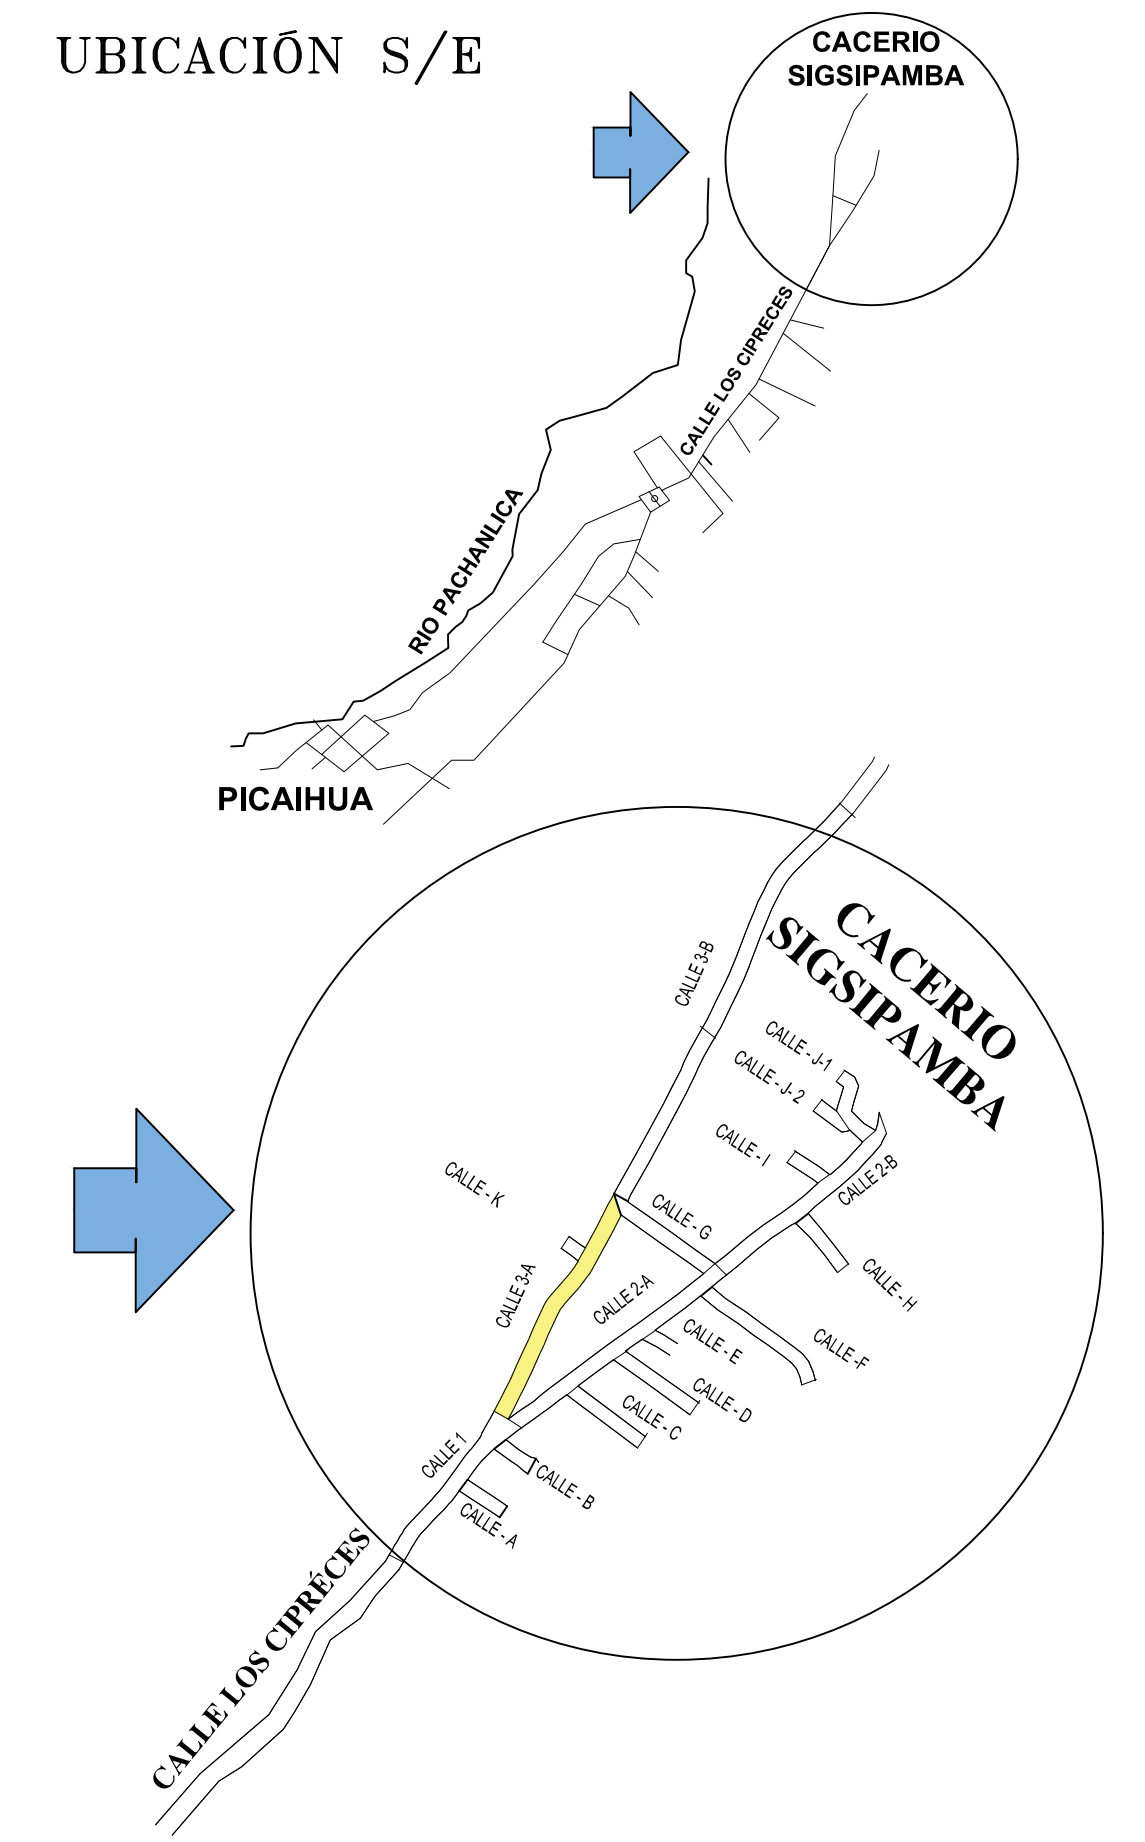 UBICACIÓN S/E
CACERIO
SIGSIPAMBA
CALLE LOS CIPRECES
RIO PACHANLICA
PICAIHUA
CACERIO
SIGSIPAMBA
CALLE 3-B
CALLE - J-1
CALLE - J- 2
CALLE - I
CALLE 2-B
CALLE - K
CALLE - G
CALLE - H
CALLE 3-A
CALLE 2-A
CALLE - E
CALLE -F
CALLE - D
CALLE - C
CALLE 1
CALLE - B
CALLE - A
CALLE LOS CIPRÉCES